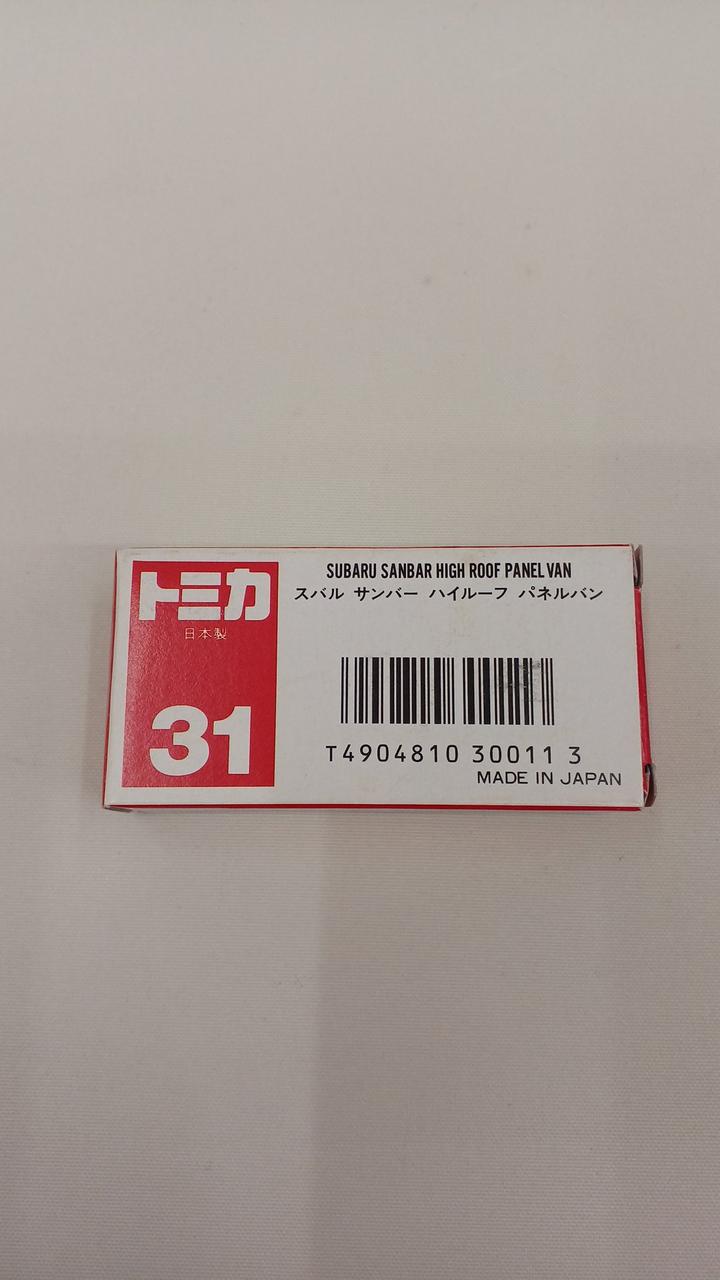 トミカ
日本製
31
SUBARU SANBAR HIGH ROOF PANEL VAN
スバル サンバー ハイルーフ パネルバン
T4904810 30011 3
MADE IN JAPAN